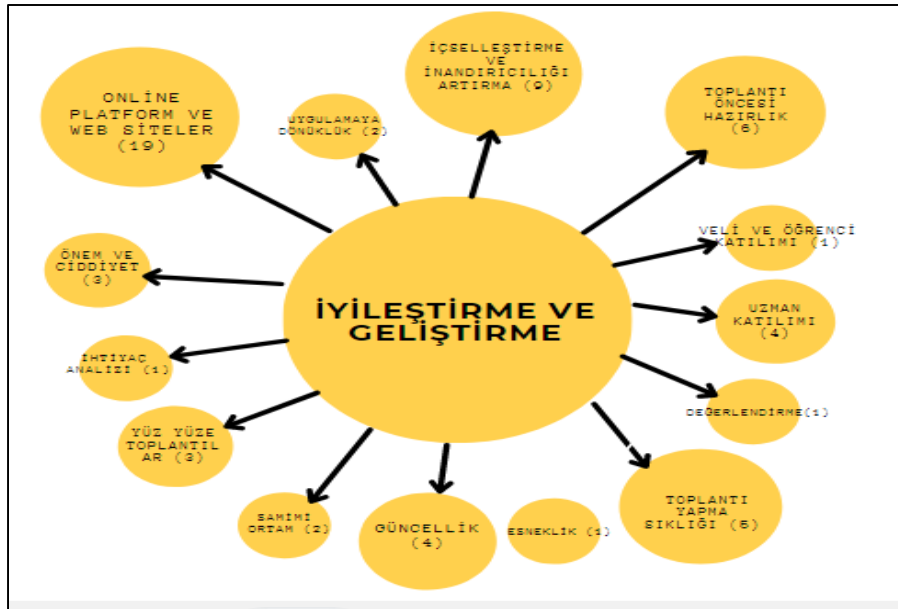 İÇSELLEŞTİRME
VE
İNANDIRICILIĞI
ARTIRMA (9)
ONLINE
PLATFORM VE
WEB SİTELER
(19)
UYGULAMAYA
DÖNÜKLÜK (2)
TOPLANTI
ÖNCESİ
HAZIRLIK
(6)
VELİ VE ÖĞRENCİ
KATILIMI (1)
ÖNEM VE
CİDDİYET
(3)
İYİLEŞTİRME VE
GELİŞTİRME
UZMAN
KATILIMI
(4)
İHTİYAÇ
ANALİZİ (1)
DEĞERLENDİRME(1)
YÜZ YÜZE
TOPLANTIL
AR (3)
TOPLANTI
YAPMA
SIKLIĞI (5)
SAMİMİ
ORTAM (2)
GÜNCELLİK
(4)
ESNEKLİK (1)